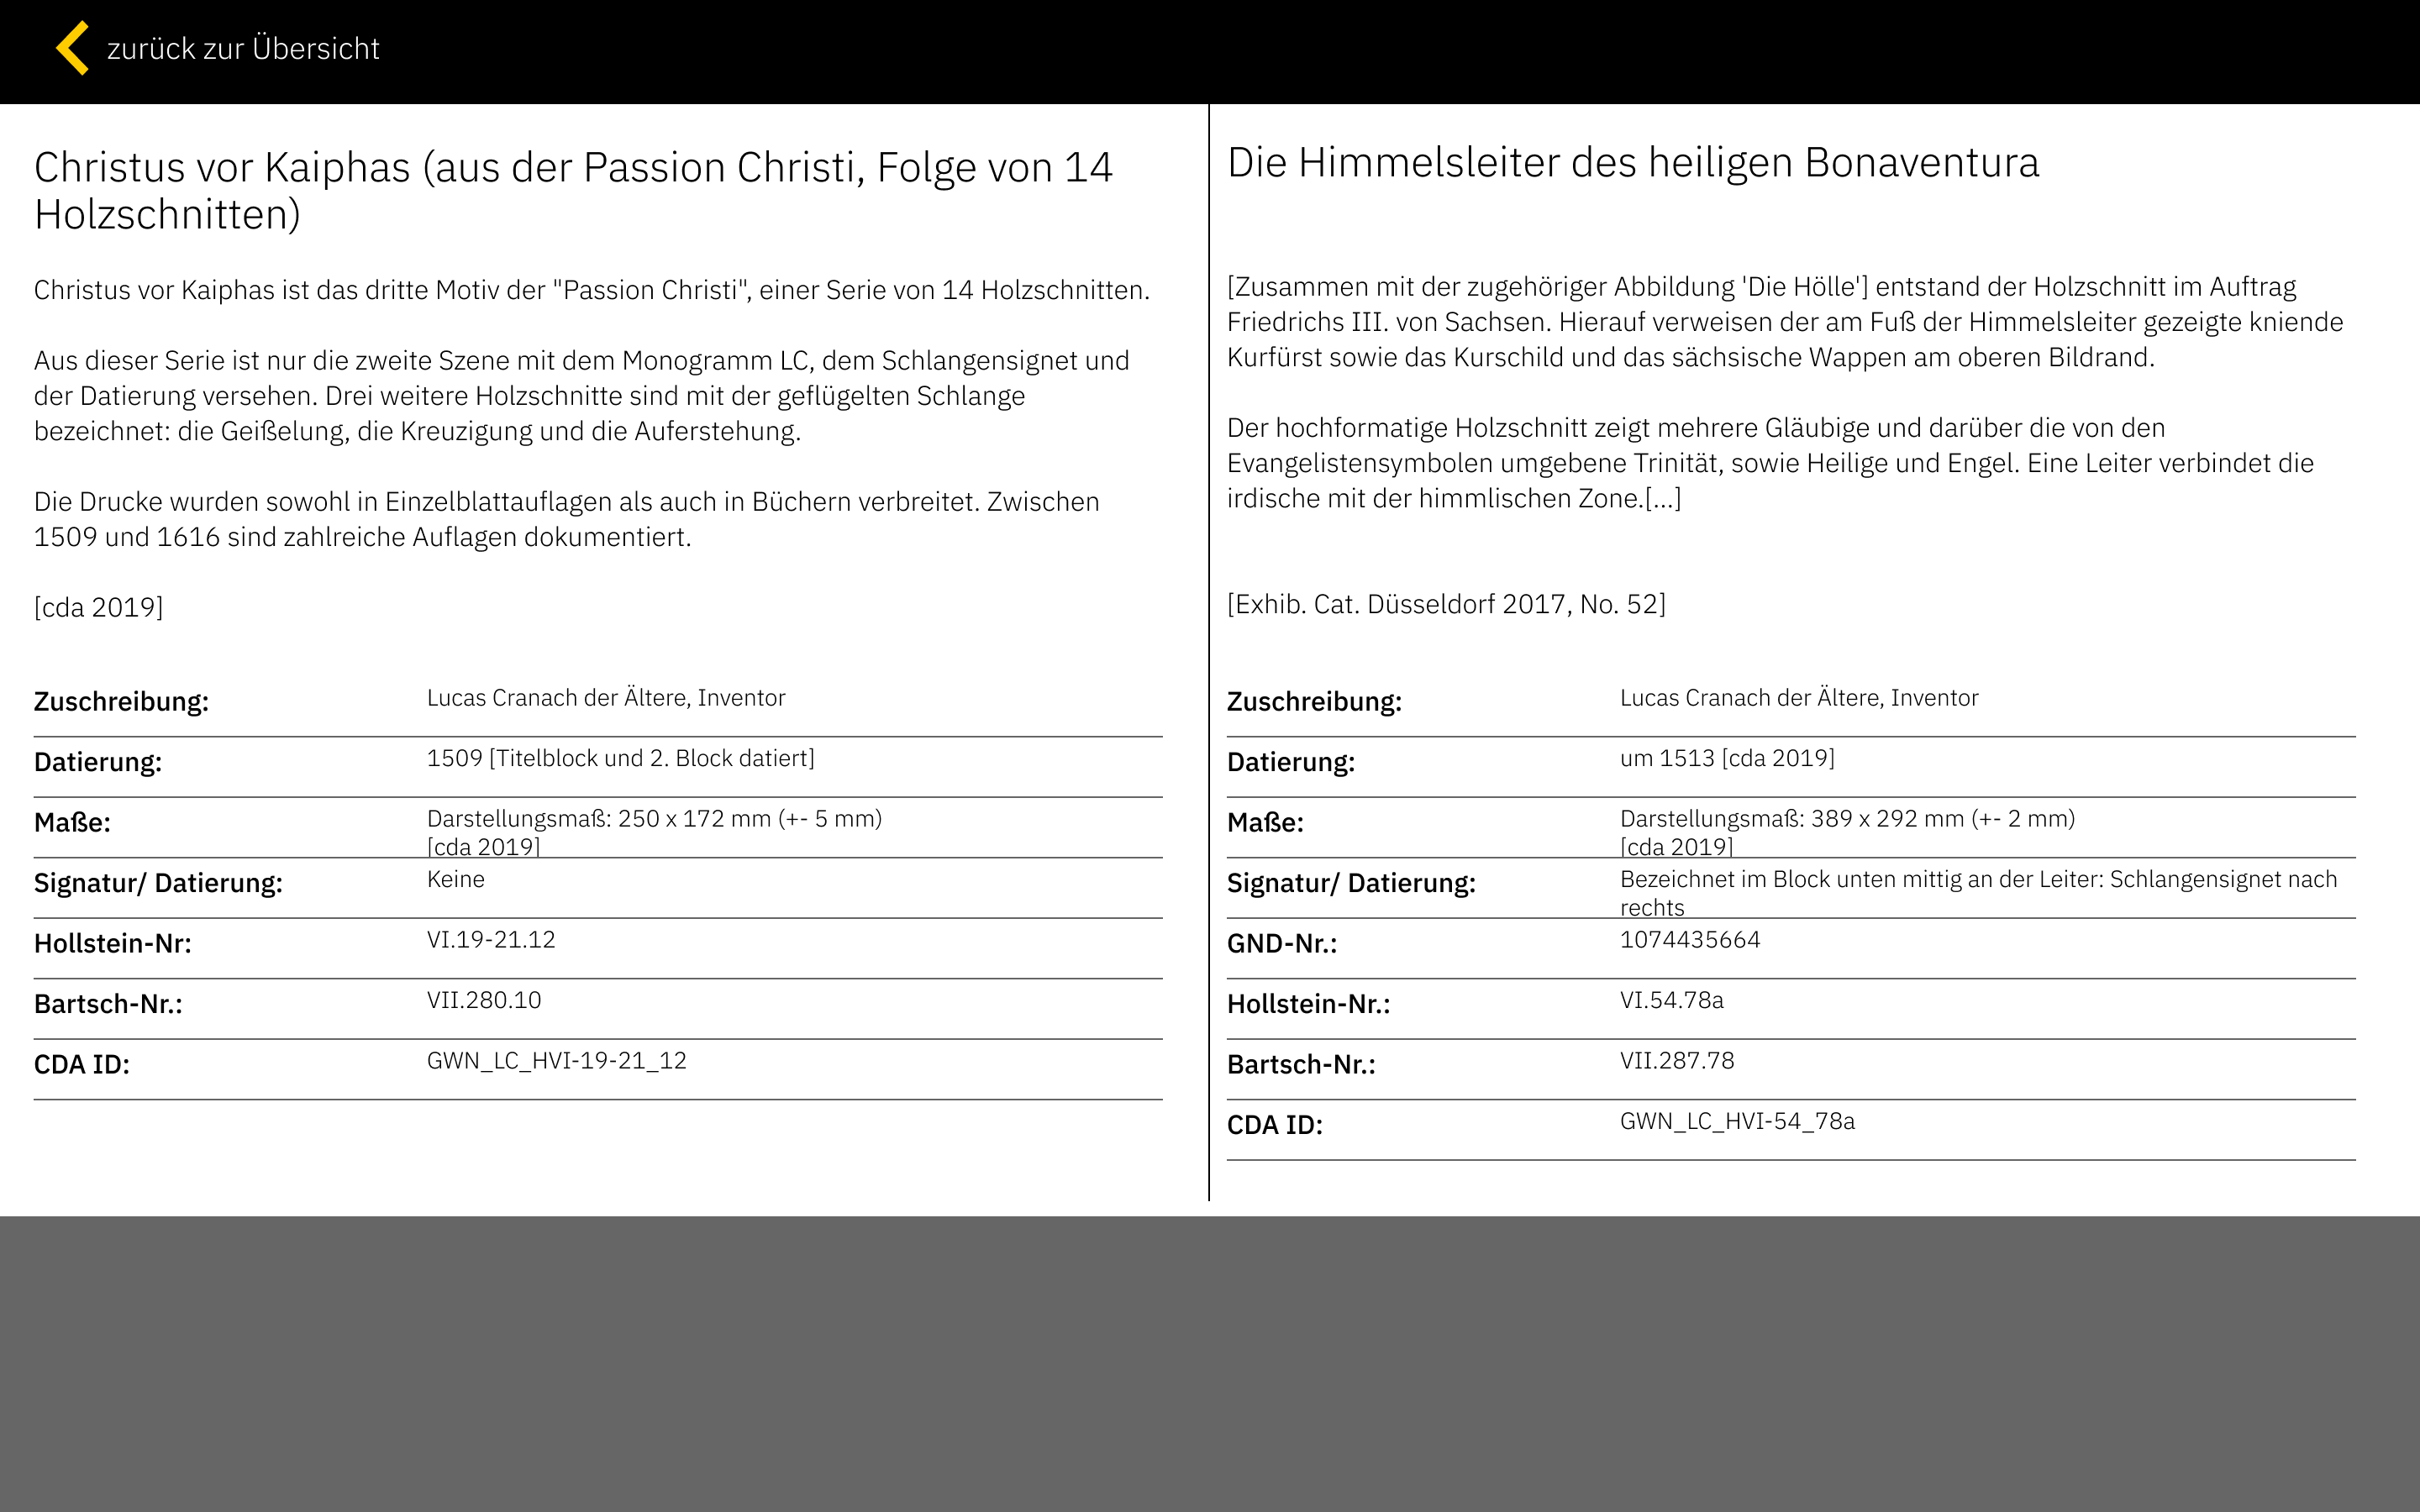 zurück zur Übersicht
Christus vor Kaiphas (aus der Passion Christi, Folge von 14
Holzschnitten)
Christus vor Kaiphas ist das dritte Motiv der "Passion Christi", einer Serie von 14 Holzschnitten.
Aus dieser Serie ist nur die zweite Szene mit dem Monogramm LC, dem Schlangensignet und
der Datierung versehen. Drei weitere Holzschnitte sind mit der geflügelten Schlange
bezeichnet: die Geißelung, die Kreuzigung und die Auferstehung.
Die Drucke wurden sowohl in Einzelblattauflagen als auch in Büchern verbreitet. Zwischen
1509 und 1616 sind zahlreiche Auflagen dokumentiert.
[cda 2019]
Zuschreibung: Lucas Cranach der Ältere, Inventor
Datierung: 1509 [Titelblock und 2. Block datiert]
Maße: Darstellungsmaß: 250 x 172 mm (+- 5 mm)
[cda 2019]
Signatur/ Datierung: Keine
Hollstein-Nr: VI.19-21.12
Bartsch-Nr.: VII.280.10
CDA ID: GWN_LC_HVI-19-21_12
Die Himmelsleiter des heiligen Bonaventura
[Zusammen mit der zugehöriger Abbildung 'Die Hölle'] entstand der Holzschnitt im Auftrag
Friedrichs III. von Sachsen. Hierauf verweisen der am Fuß der Himmelsleiter gezeigte kniende
Kurfürst sowie das Kurschild und das sächsische Wappen am oberen Bildrand.
Der hochformatige Holzschnitt zeigt mehrere Gläubige und darüber die von den
Evangelistensymbolen umgebene Trinität, sowie Heilige und Engel. Eine Leiter verbindet die
irdische mit der himmlischen Zone.[...]
[Exhib. Cat. Düsseldorf 2017, No. 52]
Zuschreibung: Lucas Cranach der Ältere, Inventor
Datierung: um 1513 [cda 2019]
Maße: Darstellungsmaß: 389 x 292 mm (+- 2 mm)
[cda 2019]
Signatur/ Datierung: Bezeichnet im Block unten mittig an der Leiter: Schlangensignet nach
rechts
GND-Nr.: 1074435664
Hollstein-Nr.: VI.54.78a
Bartsch-Nr.: VII.287.78
CDA ID: GWN_LC_HVI-54_78a